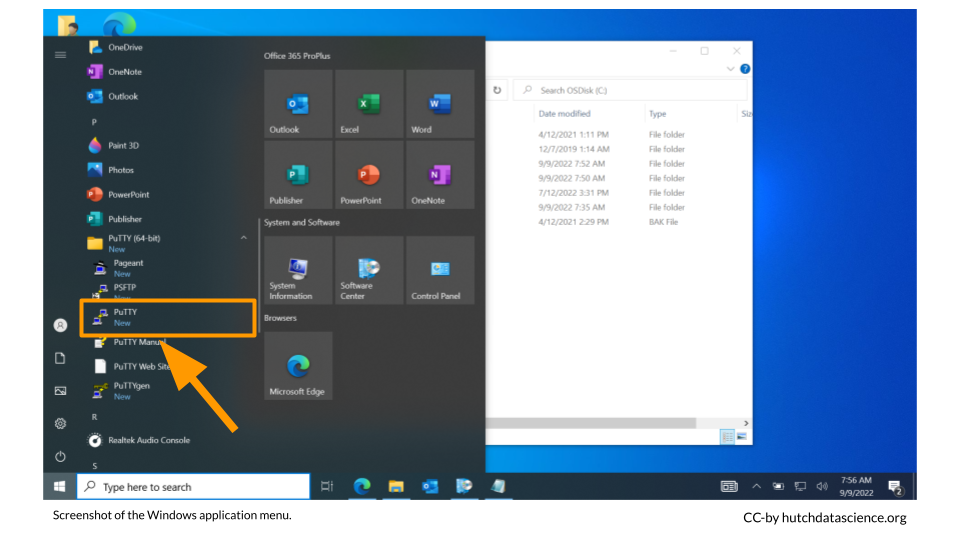 OneDrive
OneNote
Outlook
P
Paint 3D
Photos
PowerPoint
Publisher
PuTTY (64-bit)
New
Pageant
New
PSFTP
New
PuTTY
New
PuTTY Manual
PuTTY Web Site
PuTTYgen
New
R
Realtek Audio Console
S
Office 365 ProPlus
Outlook Excel Word
Publisher PowerPoint OneNote
System and Software
System Information
Software Center
Control Panel
Browsers
Microsoft Edge
Search OSDisk (C:)
Date modified Type Siz
4/12/2021 1:11 PM File folder
12/7/2019 1:14 AM File folder
9/9/2022 7:52 AM File folder
9/9/2022 7:50 AM File folder
7/12/2022 3:31 PM File folder
9/9/2022 7:35 AM File folder
4/12/2021 2:29 PM BAK File
Type here to search
7:56 AM
9/9/2022
2
Screenshot of the Windows application menu.
CC-by hutchdatascience.org